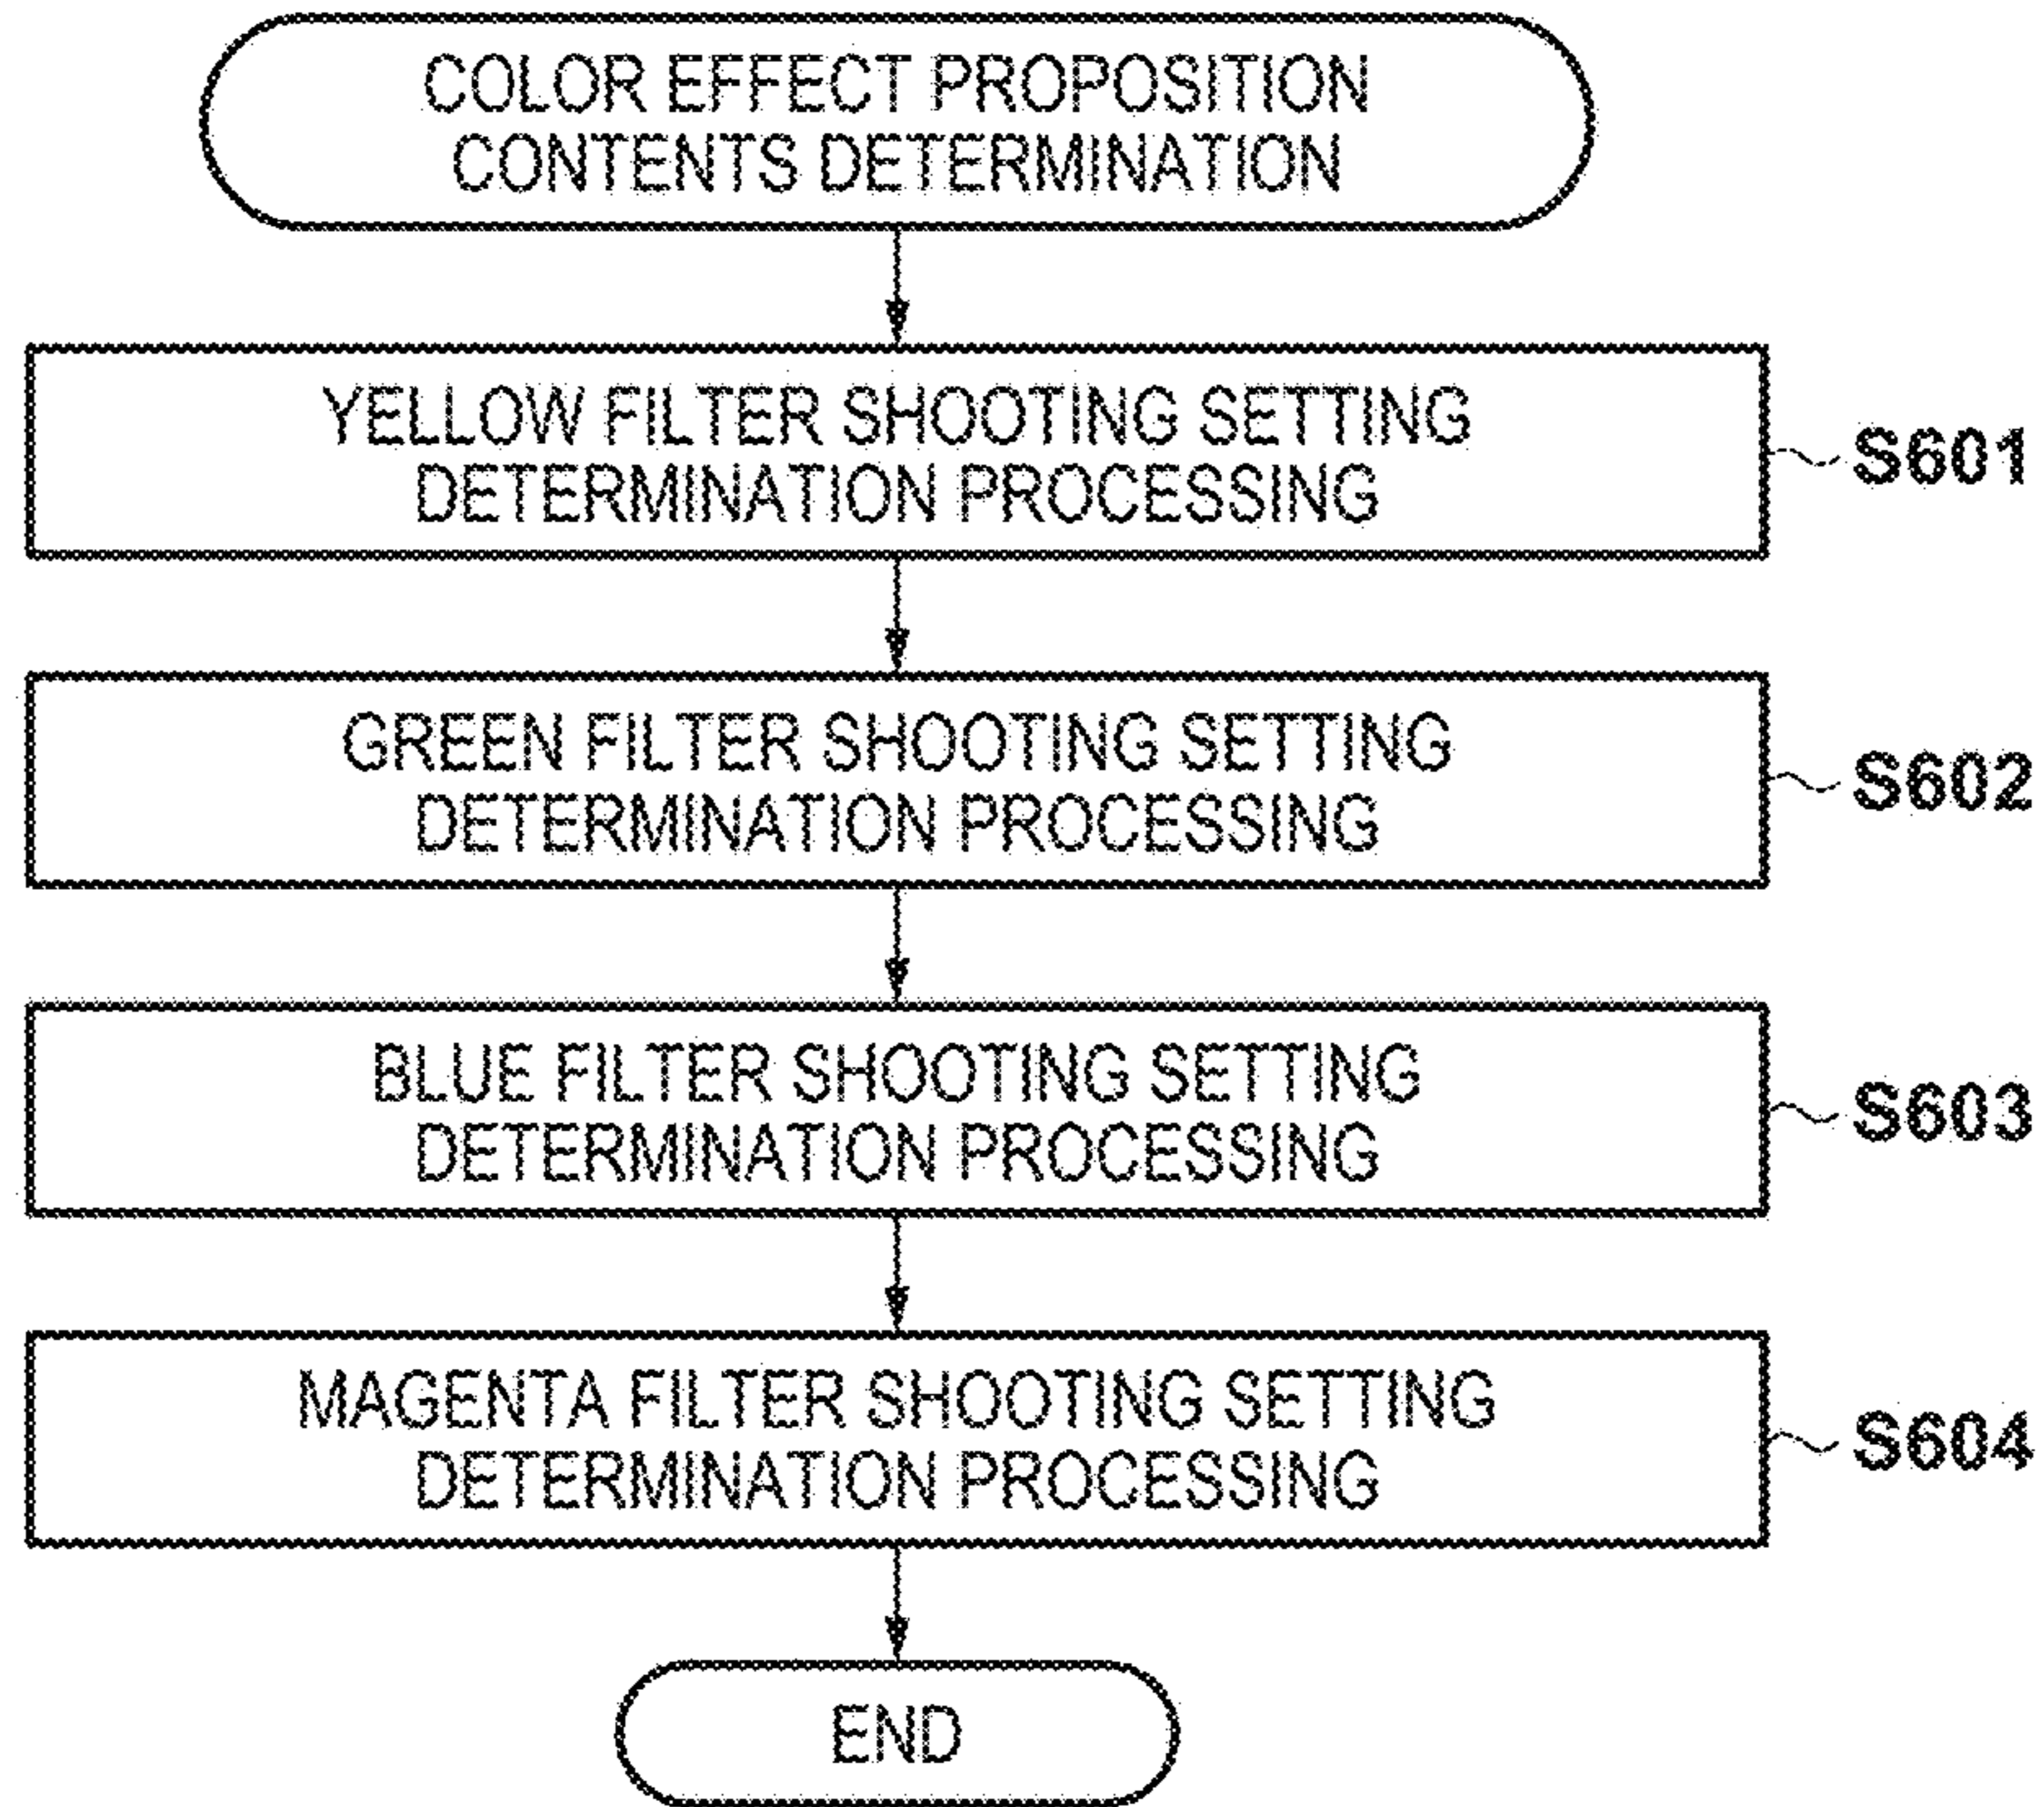 COLOR EFFECT PROPOSITION
CONTENTS DETERMINATION
YELLOW FILTER SHOOTING SETTING
DETERMINATION PROCESSING
S601
GREEN FILTER SHOOTING SETTING
DETERMINATION PROCESSING
S602
BLUE FILTER SHOOTING SETTING
DETERMINATION PROCESSING
S603
MAGENTA FILTER SHOOTING SETTING
DETERMINATION PROCESSING
S604
END